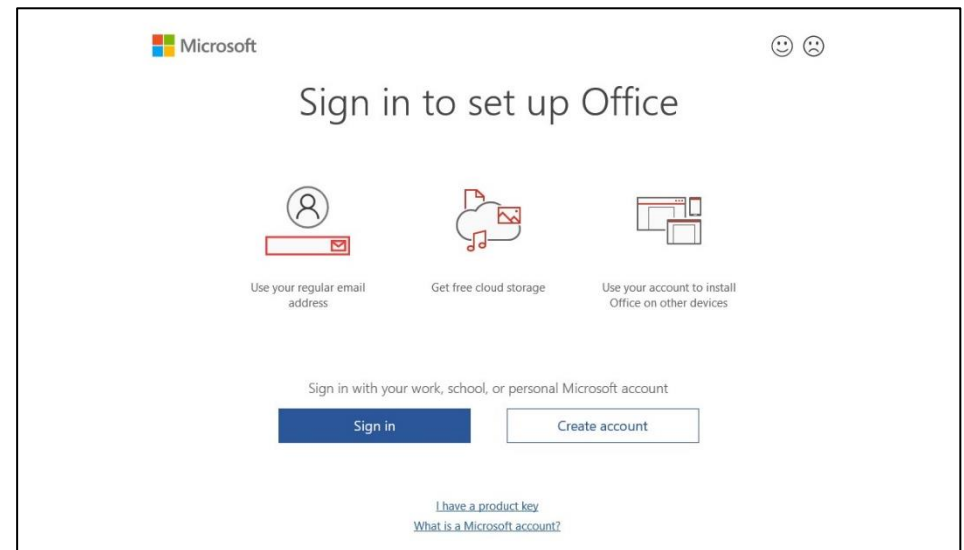 Microsoft
Sign in to set up Office
Use your regular email
address
Get free cloud storage
Use your account to install
Office on other devices
Sign in with your work, school, or personal Microsoft account
Sign in
Create account
I have a product key
What is a Microsoft account?